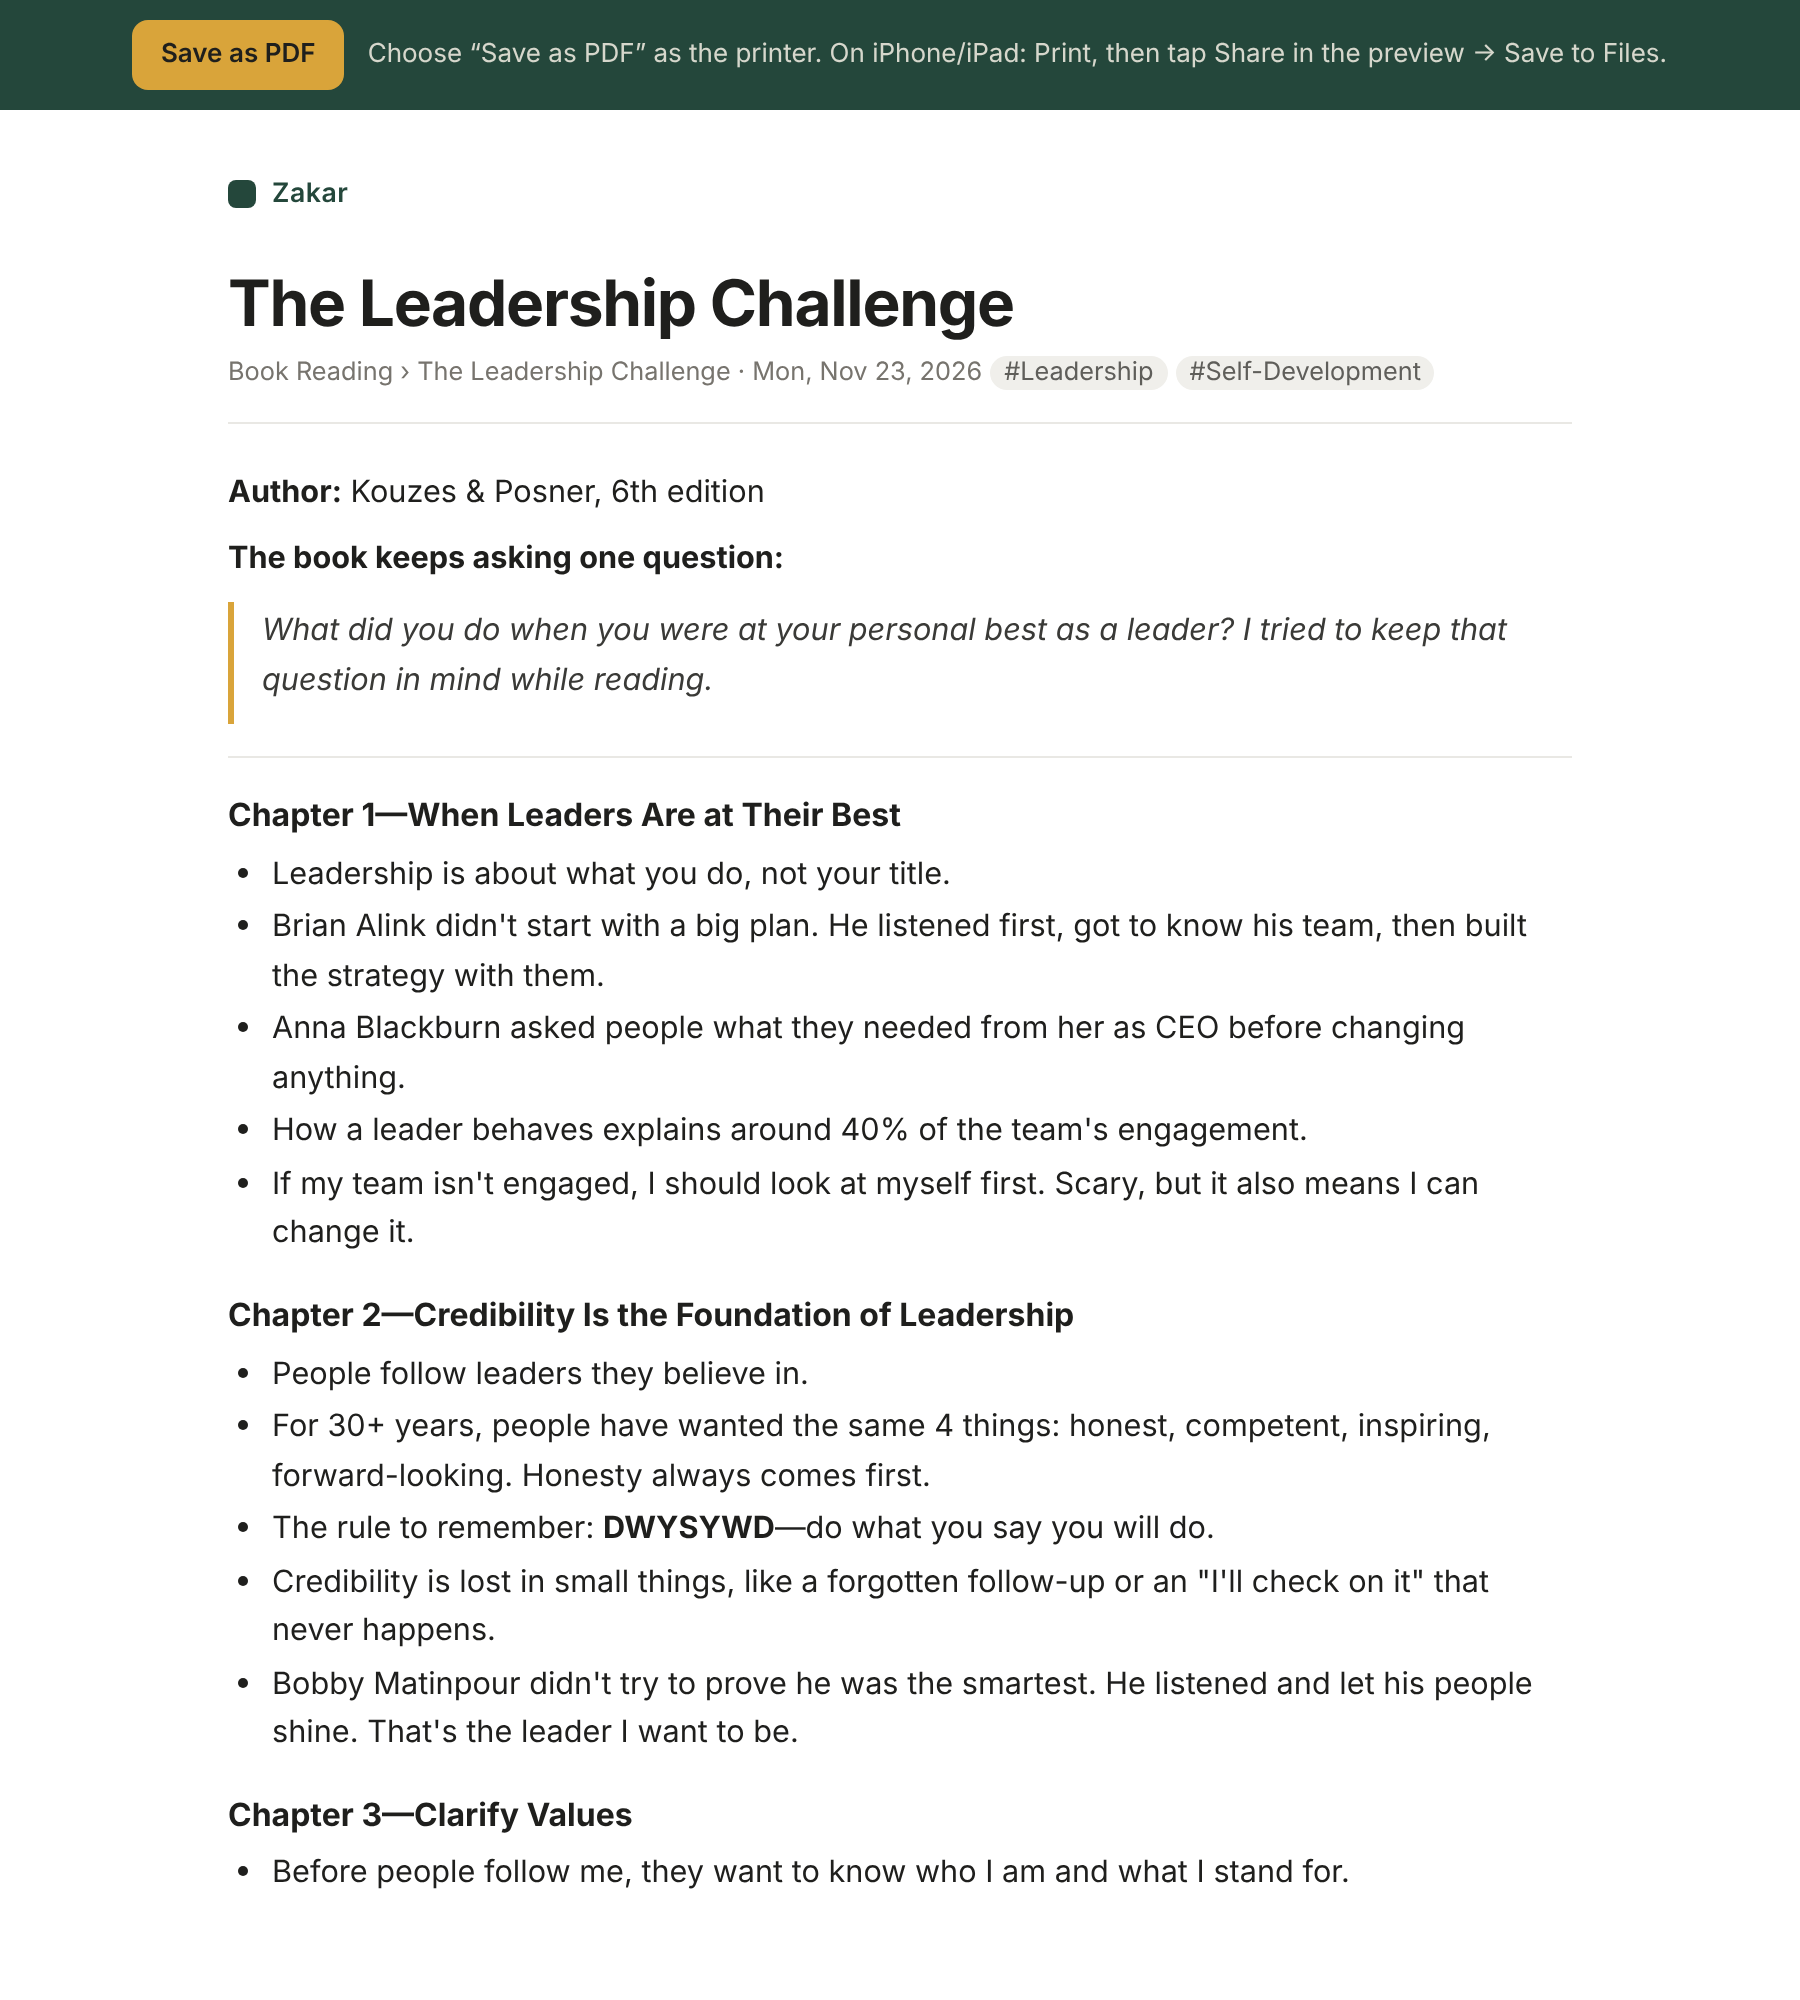 Save as PDF
Choose “Save as PDF” as the printer. On iPhone/iPad: Print, then tap Share in the preview → Save to Files.
Zakar
The Leadership Challenge
Book Reading › The Leadership Challenge · Mon, Nov 23, 2026 #Leadership #Self-Development
Author: Kouzes & Posner, 6th edition
The book keeps asking one question:
What did you do when you were at your personal best as a leader? I tried to keep that
question in mind while reading.
Chapter 1—When Leaders Are at Their Best
• Leadership is about what you do, not your title.
• Brian Alink didn't start with a big plan. He listened first, got to know his team, then built
the strategy with them.
• Anna Blackburn asked people what they needed from her as CEO before changing
anything.
• How a leader behaves explains around 40% of the team's engagement.
• If my team isn't engaged, I should look at myself first. Scary, but it also means I can
change it.
Chapter 2—Credibility Is the Foundation of Leadership
• People follow leaders they believe in.
• For 30+ years, people have wanted the same 4 things: honest, competent, inspiring,
forward-looking. Honesty always comes first.
• The rule to remember: DWYSYWD—do what you say you will do.
• Credibility is lost in small things, like a forgotten follow-up or an "I'll check on it" that
never happens.
• Bobby Matinpour didn't try to prove he was the smartest. He listened and let his people
shine. That's the leader I want to be.
Chapter 3—Clarify Values
• Before people follow me, they want to know who I am and what I stand for.